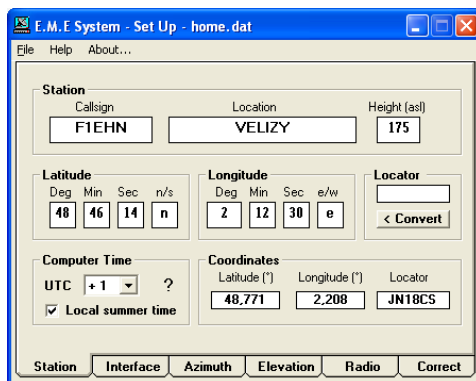 E.M.E System - Set Up - home.dat
File Help About...
Station
Callsign Location Height (asl)
F1EHN VELIZY 175
Latitude Longitude Locator
Deg Min Sec n/s Deg Min Sec e/w
48 46 14 n 2 12 30 e
< Convert
Computer Time Coordinates
UTC + 1 ? Latitude (°) Longitude (°) Locator
Local summer time 48,771 2,208 JN18CS
Station Interface Azimuth Elevation Radio Correct